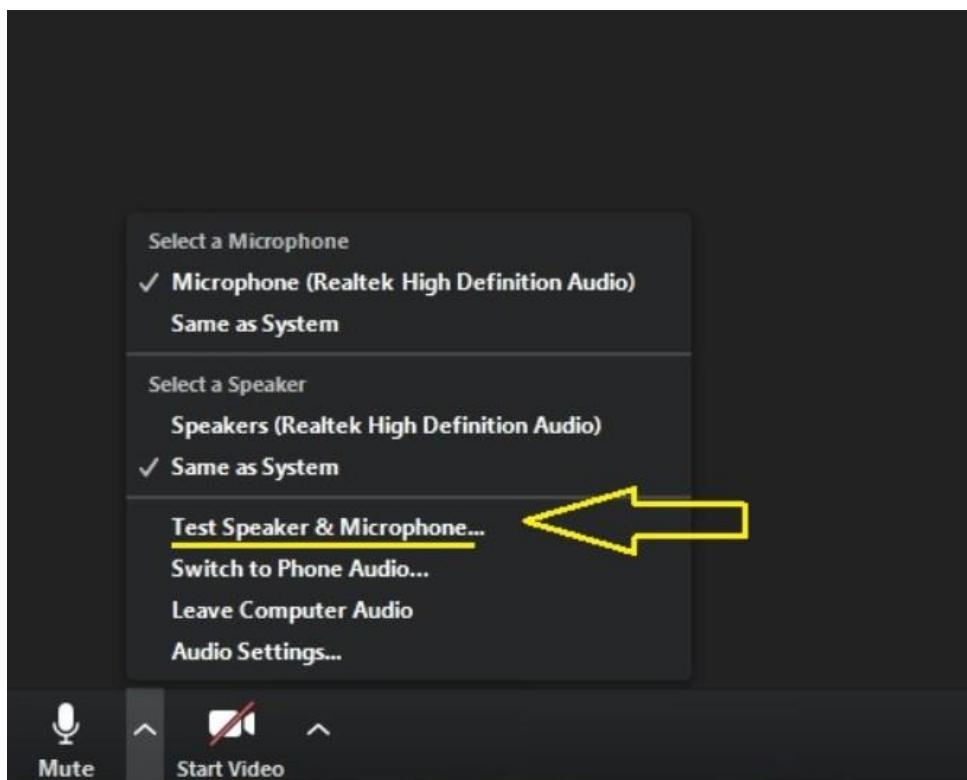 Select a Microphone
Microphone (Realtek High Definition Audio)
Same as System
Select a Speaker
Speakers (Realtek High Definition Audio)
Same as System
Test Speaker & Microphone...
Switch to Phone Audio...
Leave Computer Audio
Audio Settings...
Mute
Start Video